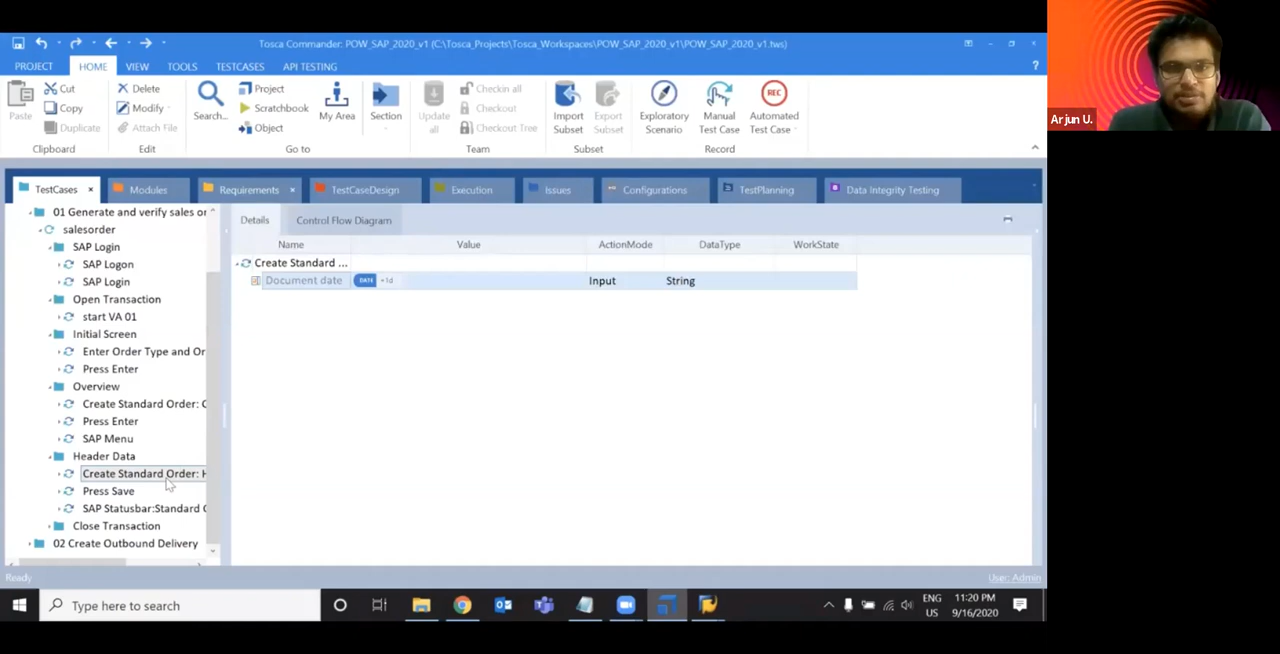 Tosca Commander: POW_SAP_2020_v1 (C:\Tosca_Projects\Tosca_Workspaces\POW_SAP_2020_v1\POW_SAP_2020_v1.tws)
PROJECT HOME VIEW TOOLS TESTCASES API TESTING ?
Paste
Cut
Copy
Duplicate
Clipboard
Delete
Modify
Attach File
Edit
Search...
Project
Scratchbook
Object
My Area
Go to
Section
Update all
Checkin all
Checkout
Checkout Tree
Team
Import Subset
Export Subset
Subset
Exploratory Scenario
Manual Test Case
REC
Automated Test Case
Record
Arjun U.
TestCases × Modules Requirements × TestCaseDesign Execution Issues Configurations TestPlanning Data Integrity Testing
01 Generate and verify sales or
salesorder
SAP Login
SAP Logon
SAP Login
Open Transaction
start VA 01
Initial Screen
Enter Order Type and Or
Press Enter
Overview
Create Standard Order: C
Press Enter
SAP Menu
Header Data
Create Standard Order: H
Press Save
SAP Statusbar:Standard O
Close Transaction
02 Create Outbound Delivery
Details Control Flow Diagram
Name Value ActionMode DataType WorkState
Create Standard ...
Document date DATE +1d Input String
Ready User: Admin
Type here to search
ENG
US
11:20 PM
9/16/2020